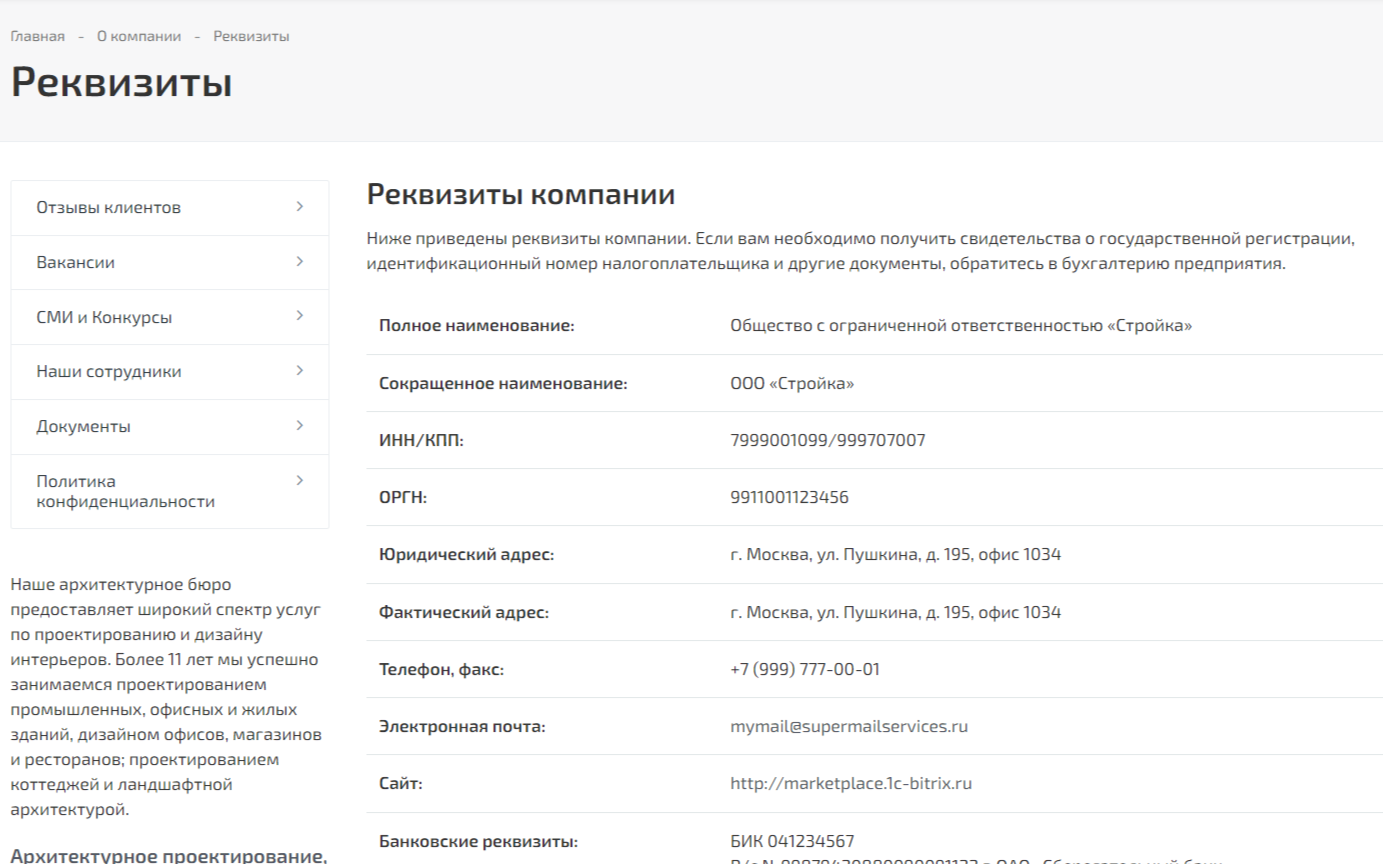 Главная - О компании - Реквизиты
Реквизиты
Отзывы клиентов
Вакансии
СМИ и Конкурсы
Наши сотрудники
Документы
Политика
конфиденциальности
Наше архитектурное бюро
предоставляет широкий спектр услуг
по проектированию и дизайну
интерьеров. Более 11 лет мы успешно
занимаемся проектированием
промышленных, офисных и жилых
зданий, дизайном офисов, магазинов
и ресторанов; проектированием
коттеджей и ландшафтной
архитектурой.
Архитектурное проектирование,
Реквизиты компании
Ниже приведены реквизиты компании. Если вам необходимо получить свидетельства о государственной регистрации,
идентификационный номер налогоплательщика и другие документы, обратитесь в бухгалтерию предприятия.
Полное наименование: Общество с ограниченной ответственностью «Стройка»
Сокращенное наименование: ООО «Стройка»
ИНН/КПП: 7999001099/999707007
ОРГН: 9911001123456
Юридический адрес: г. Москва, ул. Пушкина, д. 195, офис 1034
Фактический адрес: г. Москва, ул. Пушкина, д. 195, офис 1034
Телефон, факс: +7 (999) 777-00-01
Электронная почта: mymail@supermailservices.ru
Сайт: http://marketplace.1c-bitrix.ru
Банковские реквизиты: БИК 041234567